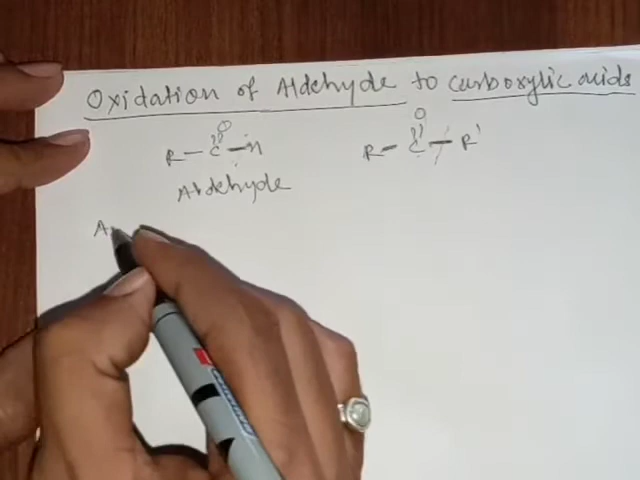 Oxidation of Aldehyde to carboxylic acids
O O
R - C - H R - C - R'
Aldehyde
A